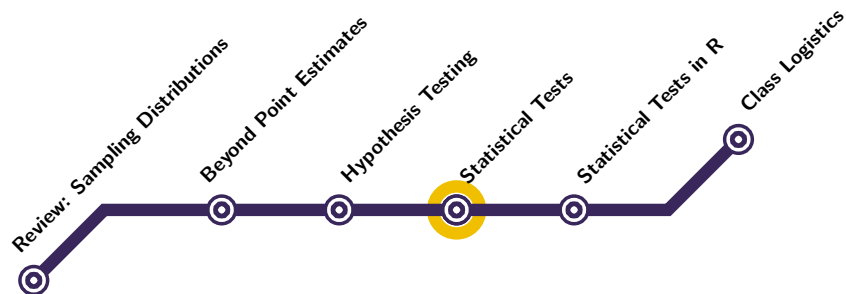 Review: Sampling Distributions
Beyond Point Estimates
Hypothesis Testing
Statistical Tests
Statistical Tests in R
Class Logistics